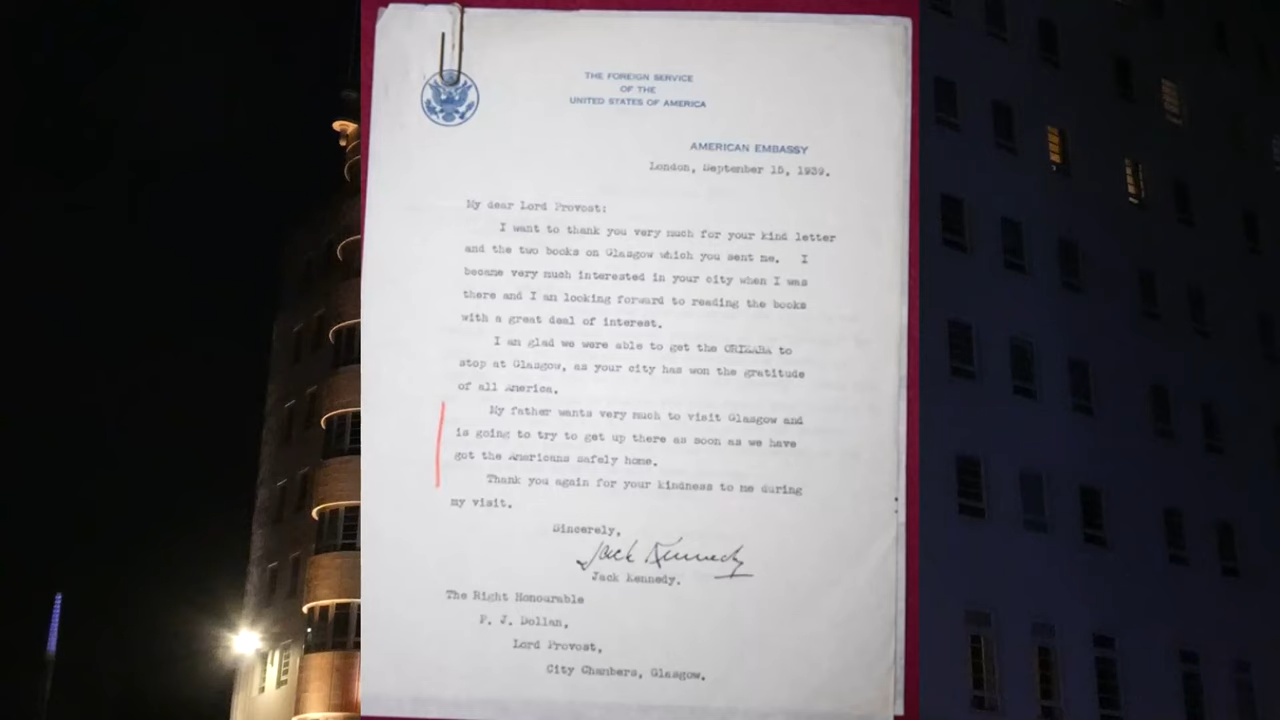 THE FOREIGN SERVICE
OF THE
UNITED STATES OF AMERICA
AMERICAN EMBASSY
London, September 15, 1939.
My dear Lord Provost:
I want to thank you very much for your kind letter
and the two books on Glasgow which you sent me. I
became very much interested in your city when I was
there and I am looking forward to reading the books
with a great deal of interest.
I am glad we were able to get the ORIZABA to
stop at Glasgow, as your city has won the gratitude
of all America.
My father wants very much to visit Glasgow and
is going to try to get up there as soon as we have
got the Americans safely home.
Thank you again for your kindness to me during
my visit.
Sincerely,
Jack Kennedy
Jack Kennedy.
The Right Honourable
P. J. Dollan,
Lord Provost,
City Chambers, Glasgow.